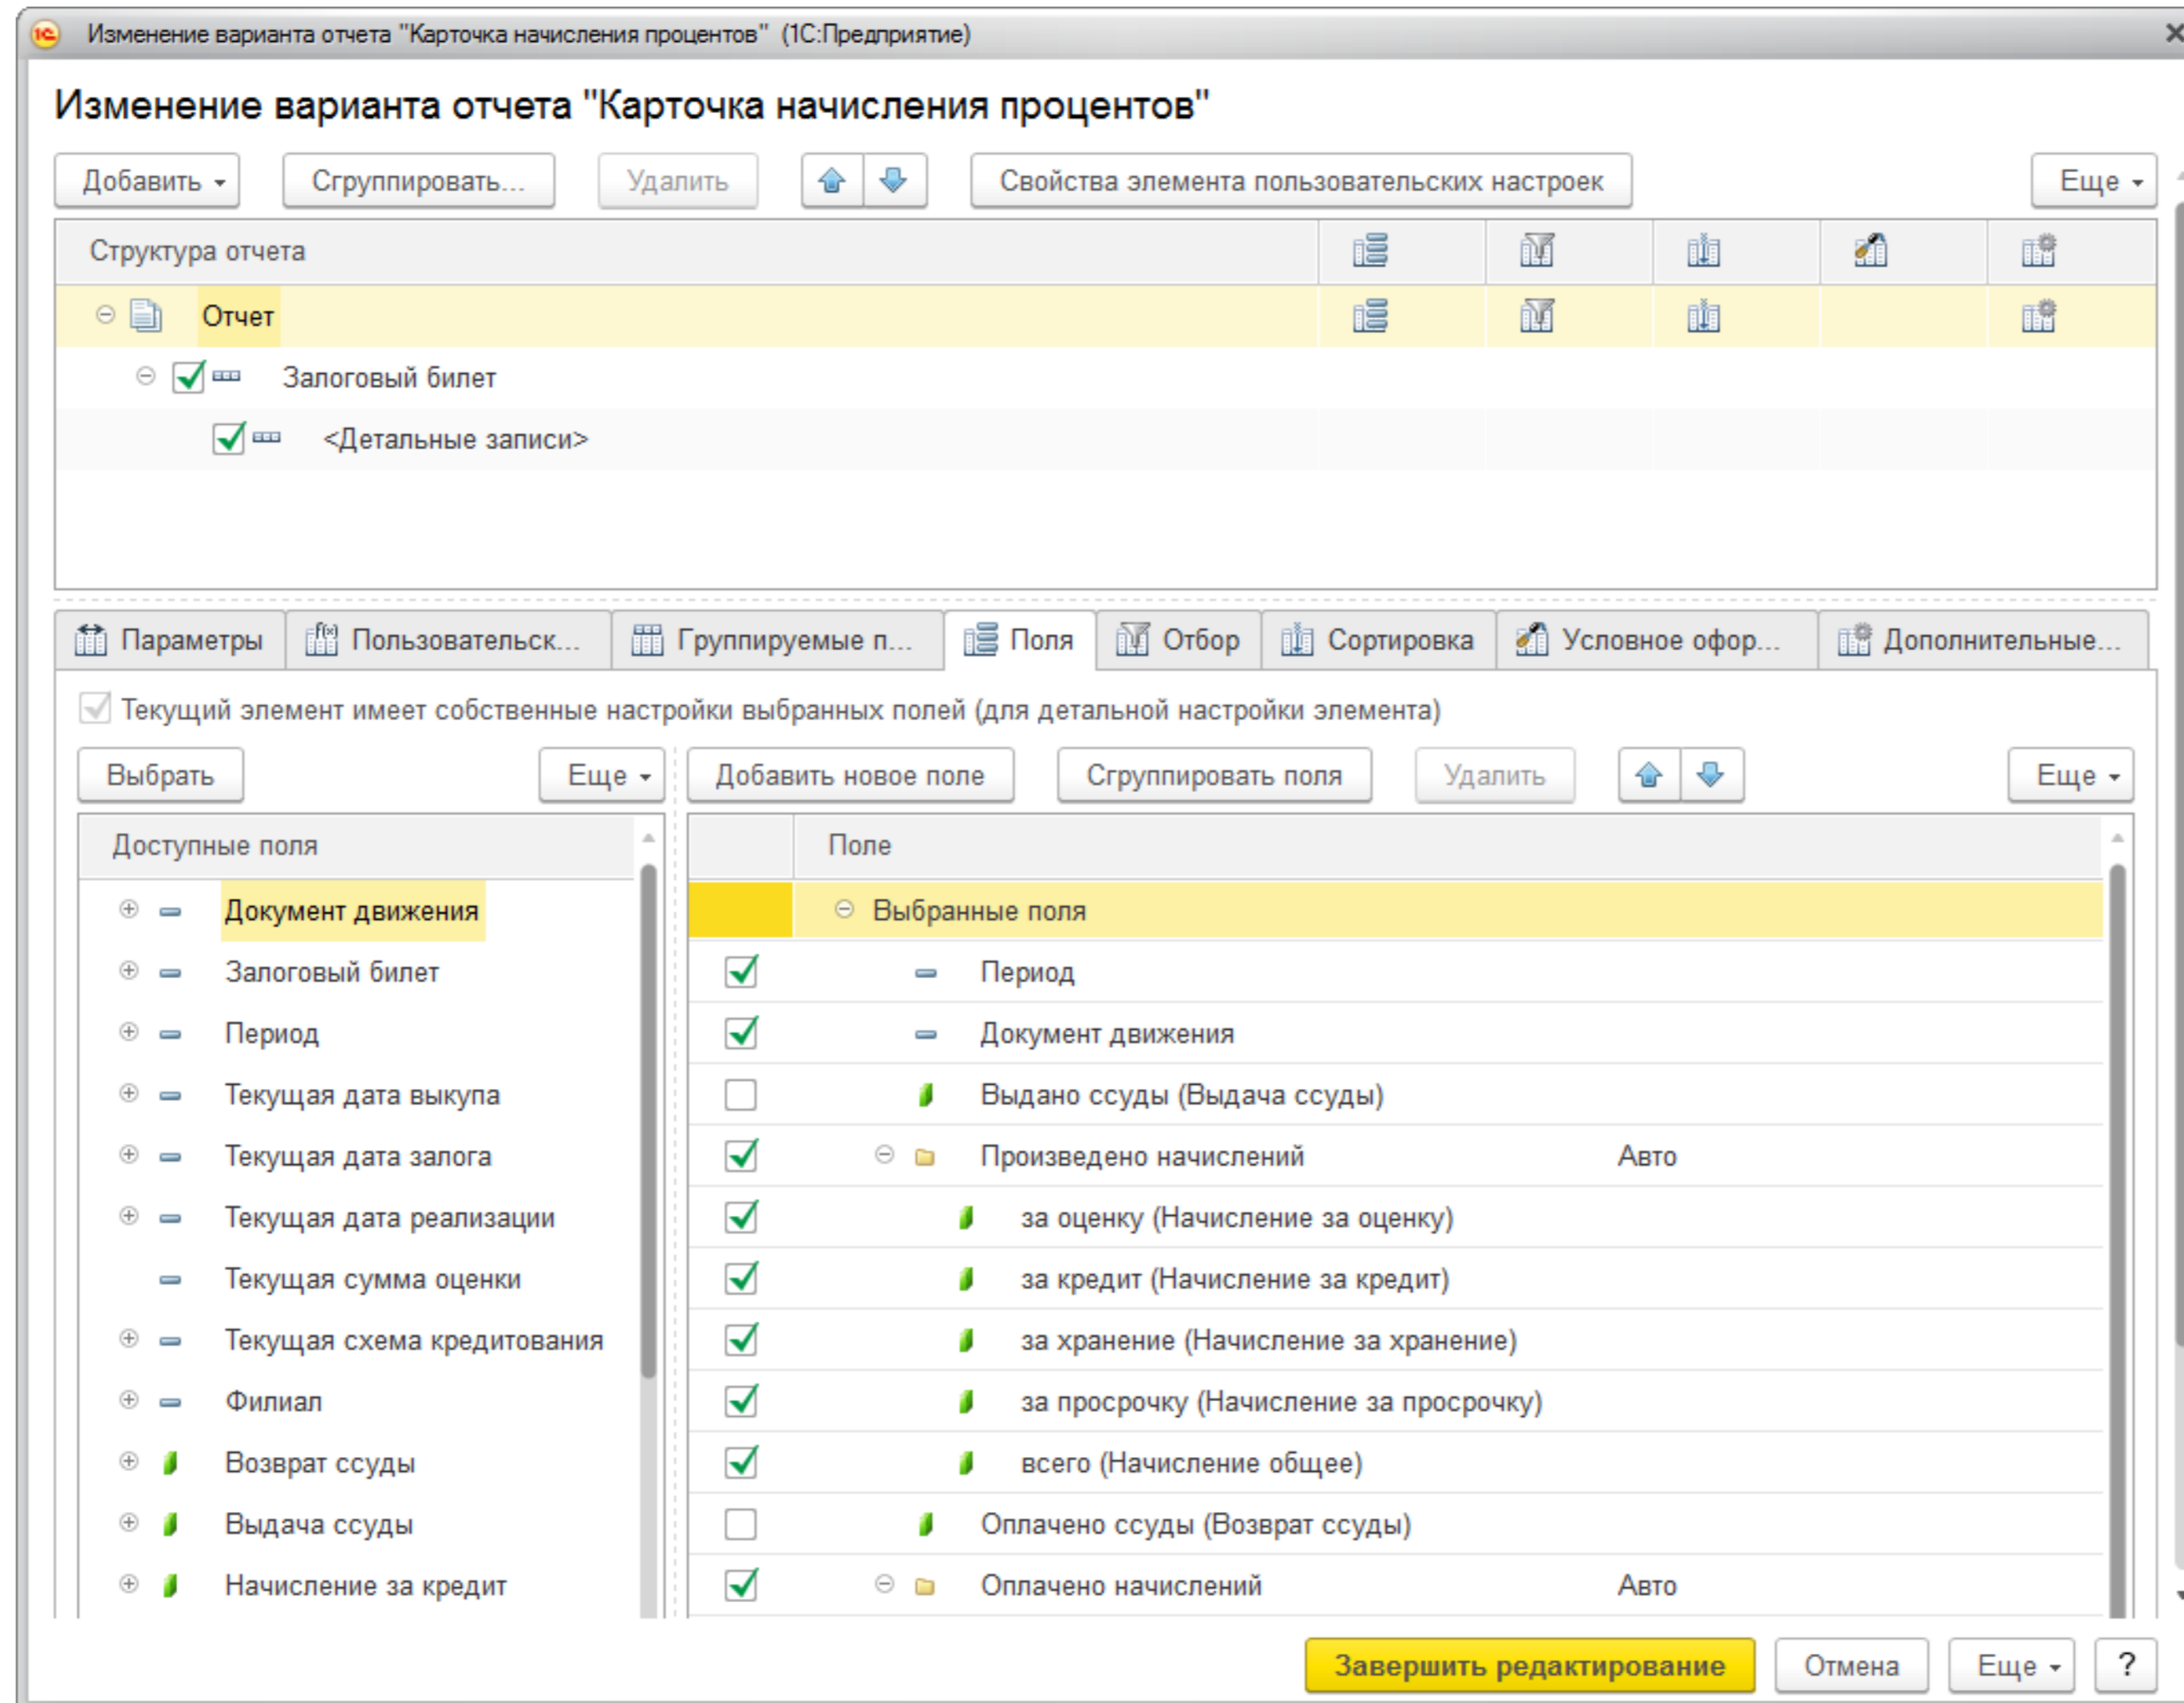 Изменение варианта отчета "Карточка начисления процентов" (1С:Предприятие)
Изменение варианта отчета "Карточка начисления процентов"
Добавить Сгруппировать... Удалить Свойства элемента пользовательских настроек Еще
Структура отчета
Отчет
Залоговый билет
<Детальные записи>
Параметры Пользовательск... Группируемые п... Поля Отбор Сортировка Условное офор... Дополнительные...
Текущий элемент имеет собственные настройки выбранных полей (для детальной настройки элемента)
Выбрать Еще Добавить новое поле Сгруппировать поля Удалить Еще
Доступные поля Поле
Документ движения Выбранные поля
Залоговый билет Период
Период Документ движения
Текущая дата выкупа Выдано ссуды (Выдача ссуды)
Текущая дата залога Произведено начислений Авто
Текущая дата реализации за оценку (Начисление за оценку)
Текущая сумма оценки за кредит (Начисление за кредит)
Текущая схема кредитования за хранение (Начисление за хранение)
Филиал за просрочку (Начисление за просрочку)
Возврат ссуды всего (Начисление общее)
Выдача ссуды Оплачено ссуды (Возврат ссуды)
Начисление за кредит Оплачено начислений Авто
Завершить редактирование Отмена Еще ?